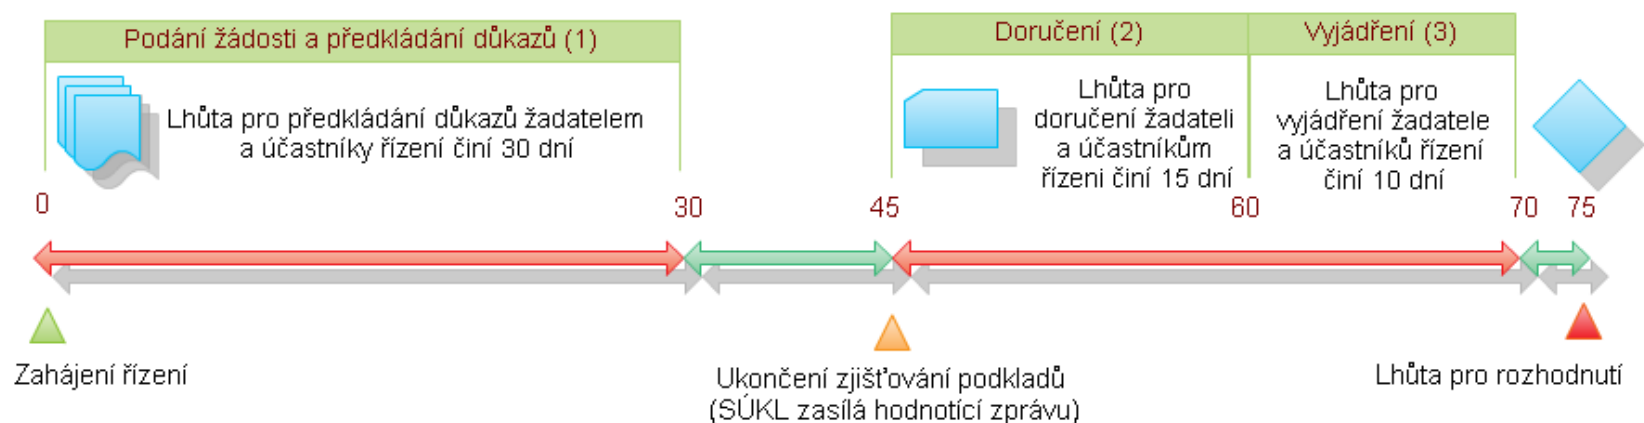 Podání žádosti a předkládání důkazů (1)
Lhůta pro předkládání důkazů žadatelem
a účastníky řízení činí 30 dní
Doručení (2)
Lhůta pro
doručení žadateli
a účastníkům
řízeni činí 15 dní
Vyjádření (3)
Lhůta pro
vyjádření žadatele
a účastníků řízení
činí 10 dní
0
30
45
60
70
75
Zahájení řízení
Ukončení zjišťování podkladů
(SÚKL zasílá hodnotící zprávu)
Lhůta pro rozhodnutí